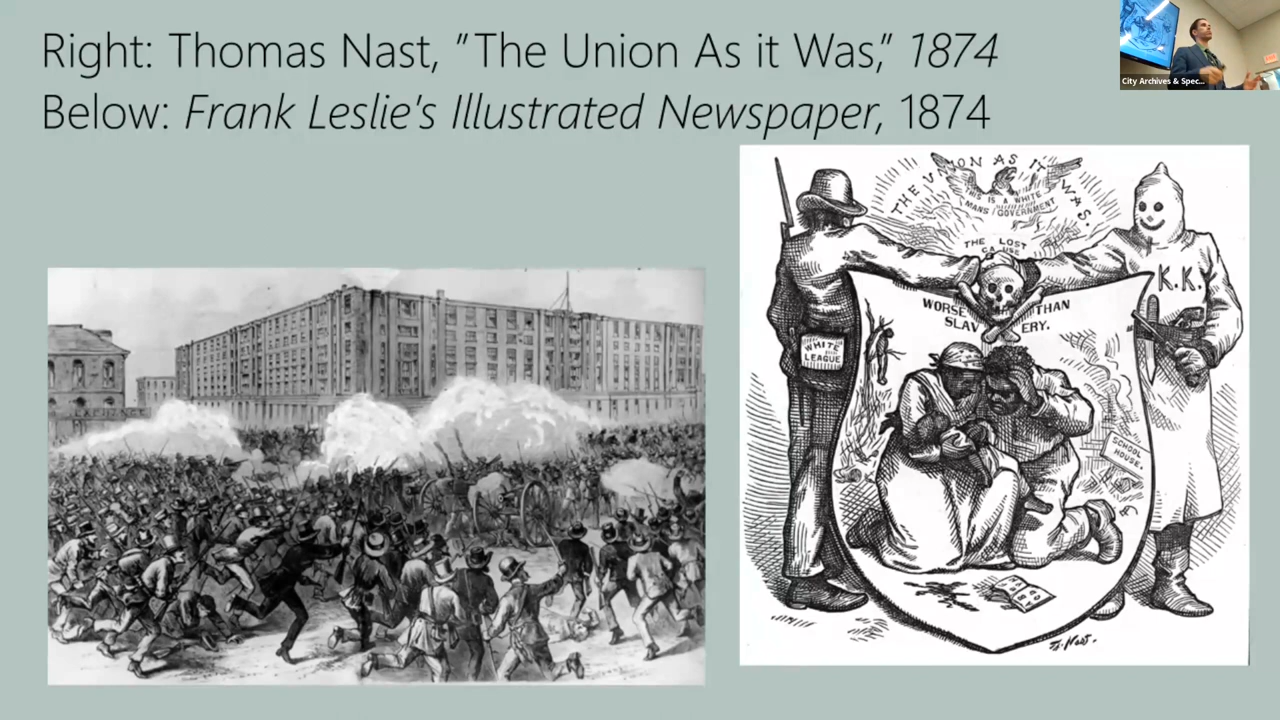 Right: Thomas Nast, "The Union As it Was," 1874
Below: Frank Leslie's Illustrated Newspaper, 1874
City Archives & Spec...
THE UNION AS IT WAS.
THIS IS A WHITE
MANS GOVERNMENT
THE LOST
CAUSE
WORSE THAN
SLAVERY.
WHITE
LEAGUE
K.K.
SCHOOL
HOUSE.
Th. Nast.